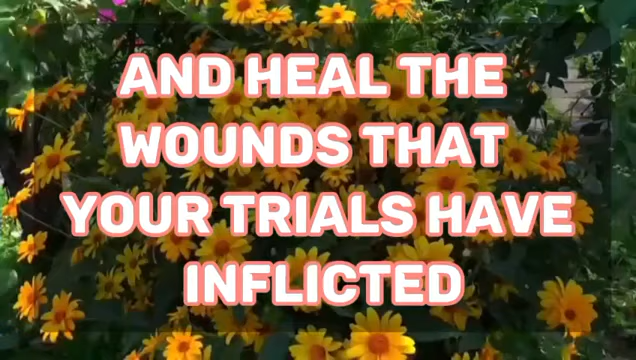 AND HEAL THE
WOUNDS THAT
YOUR TRIALS HAVE
INFLICTED